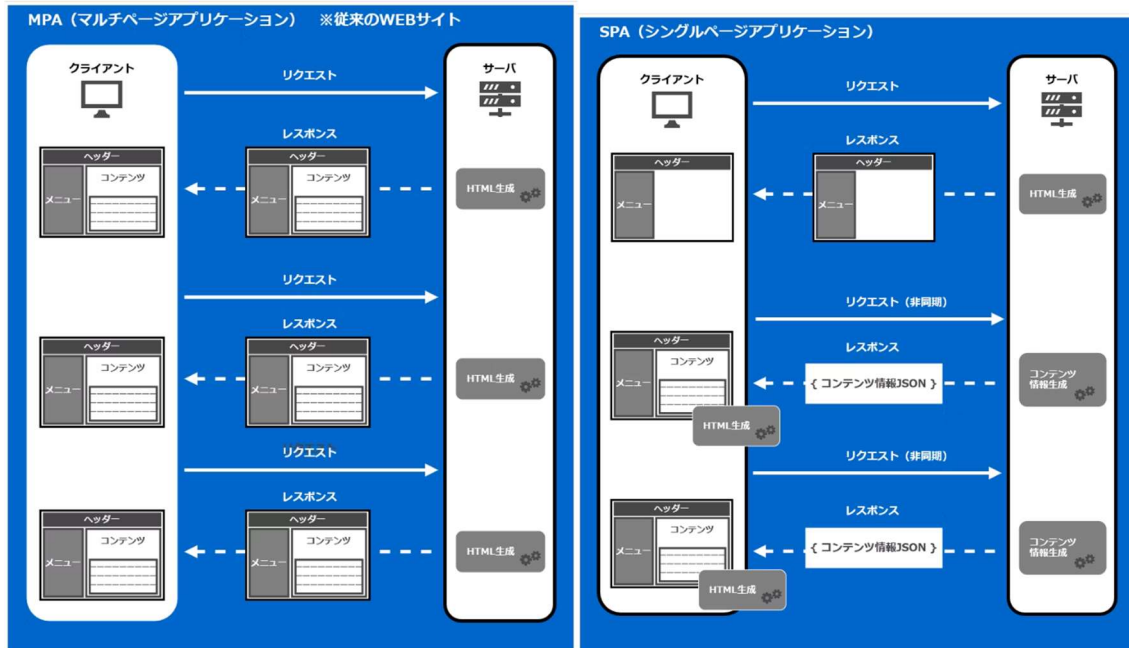 MPA（マルチページアプリケーション） ※従来のWEBサイト
クライアント
リクエスト
サーバ
レスポンス
ヘッダー
メニュー
コンテンツ
ヘッダー
メニュー
コンテンツ
HTML生成
リクエスト
レスポンス
ヘッダー
メニュー
コンテンツ
ヘッダー
メニュー
コンテンツ
HTML生成
リクエスト
レスポンス
ヘッダー
メニュー
コンテンツ
ヘッダー
メニュー
コンテンツ
HTML生成
SPA（シングルページアプリケーション）
クライアント
リクエスト
サーバ
レスポンス
ヘッダー
メニュー
ヘッダー
メニュー
HTML生成
リクエスト（非同期）
レスポンス
ヘッダー
メニュー
コンテンツ
HTML生成
{ コンテンツ情報JSON }
コンテンツ
情報生成
リクエスト（非同期）
レスポンス
ヘッダー
メニュー
コンテンツ
HTML生成
{ コンテンツ情報JSON }
コンテンツ
情報生成